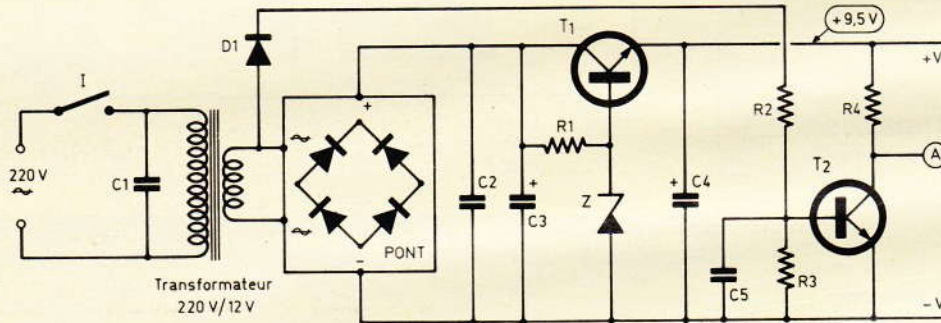 D1
T1
+9,5 V
+V
I
+
R2
R4
R1
220 V
C1
C2
+
C3
Z
+
C4
T2
A
PONT
−
C5
R3
−V
Transformateur
220 V/12 V